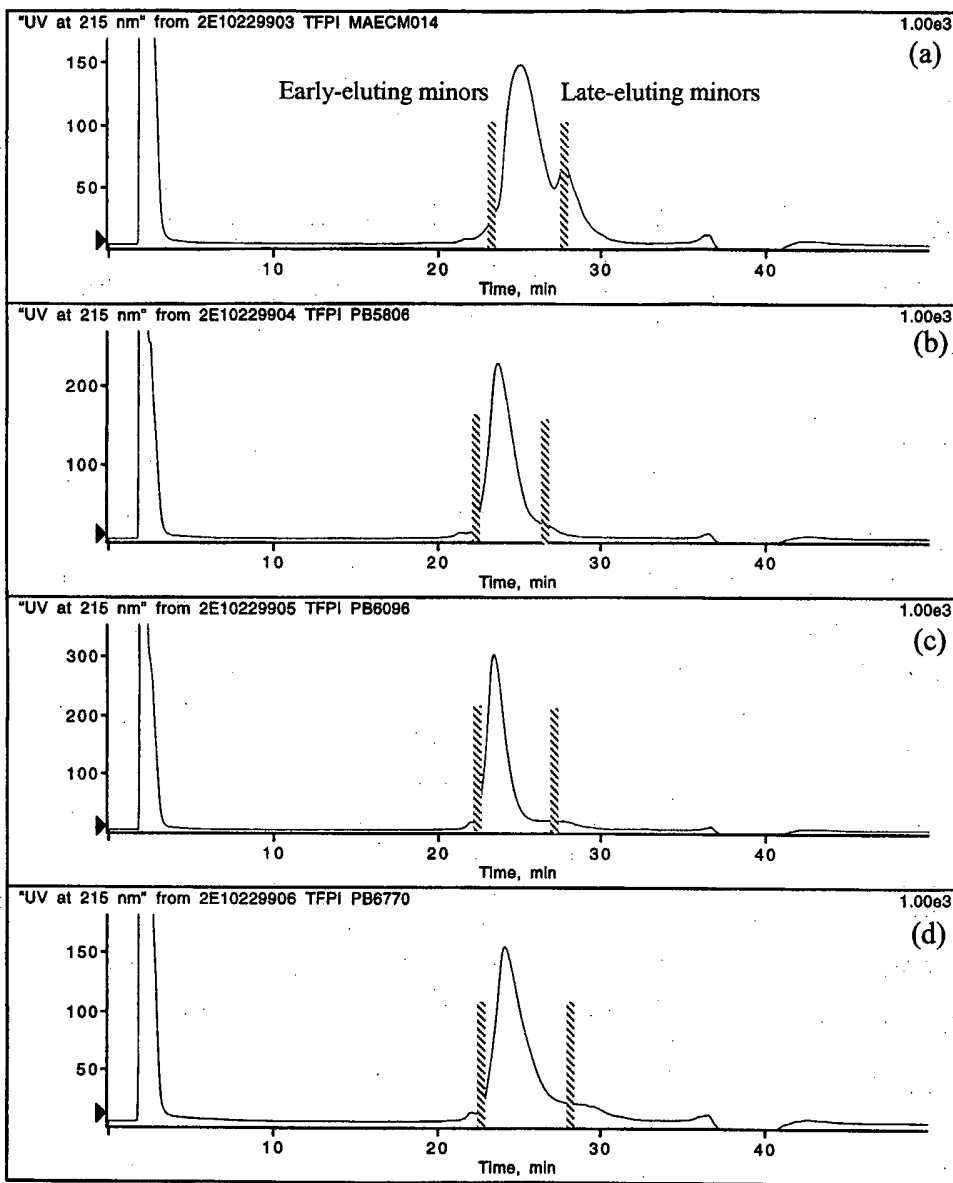 "UV at 215 nm" from 2E10229903 TFPI MAECM014 1.00e3
(a)
150
Early-eluting minors Late-eluting minors
100
50
10 20 30 40
Time, min
"UV at 215 nm" from 2E10229904 TFPI PB5806 1.00e3
(b)
200
100
10 20 30 40
Time, min
"UV at 215 nm" from 2E10229905 TFPI PB6096 1.00e3
(c)
300
200
100
10 20 30 40
Time, min
"UV at 215 nm" from 2E10229906 TFPI PB6770 1.00e3
(d)
150
100
50
10 20 30 40
Time, min